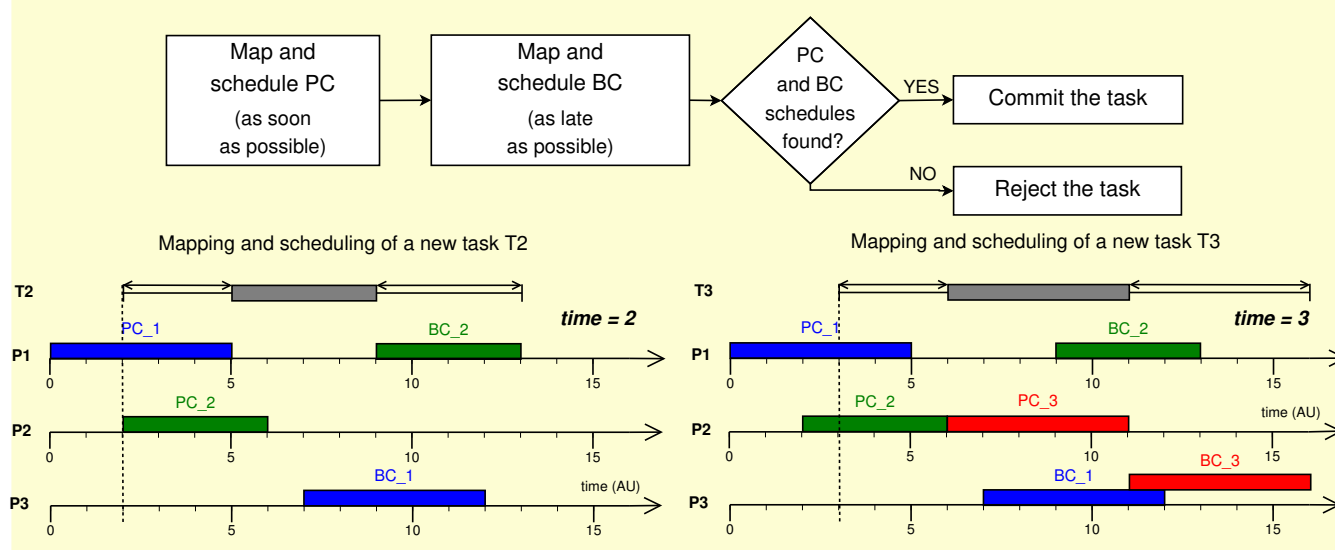 Map and
schedule PC
(as soon
as possible)
Map and
schedule BC
(as late
as possible)
PC
and BC
schedules
found?
YES
Commit the task
NO
Reject the task
Mapping and scheduling of a new task T2
T2
time = 2
PC_1
BC_2
P1
0 5 10 15
PC_2
P2
0 5 10 15
BC_1
time (AU)
P3
0 5 10 15
Mapping and scheduling of a new task T3
T3
time = 3
PC_1
BC_2
P1
0 5 10 15
PC_2
PC_3
time (AU)
P2
0 5 10 15
BC_1
BC_3
P3
0 5 10 15